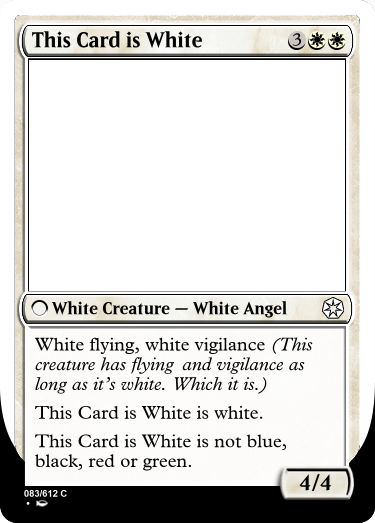 This Card is White 3
White Creature — White Angel
White flying, white vigilance (This
creature has flying and vigilance as
long as it's white. Which it is.)
This Card is White is white.
This Card is White is not blue,
black, red or green.
4/4
083/612 C